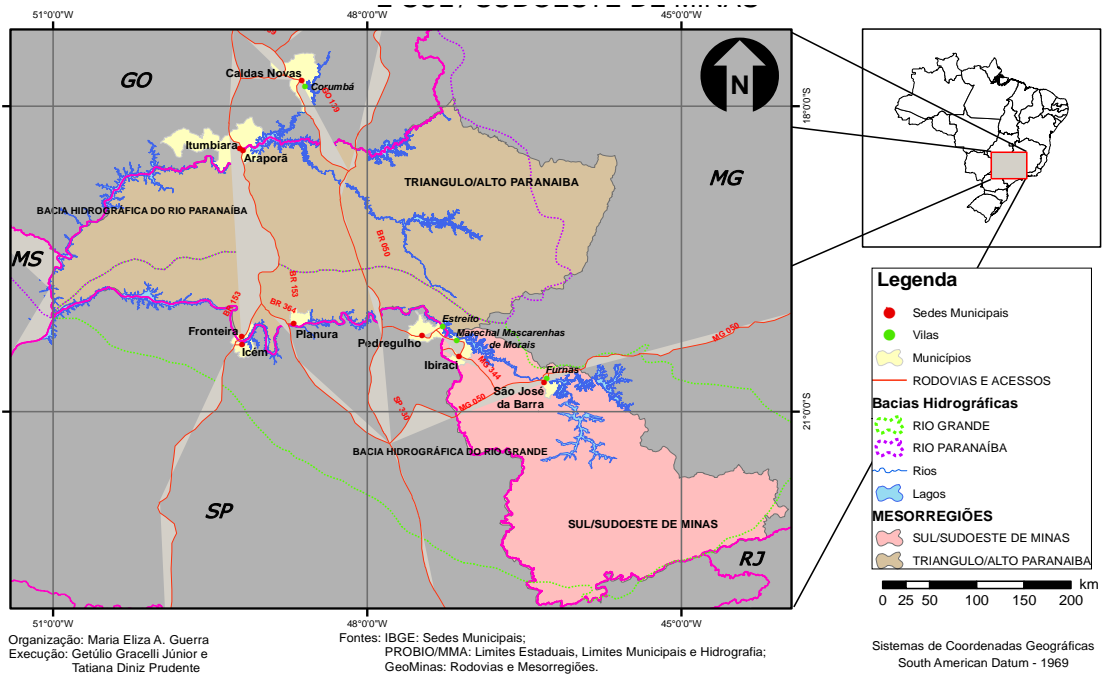 E SUL / SUDOESTE DE MINAS
51°0'0"W
48°0'0"W
45°0'0"W
GO
Caldas Novas
Corumbá
GO 139
N
18°0'0"S
Itumbiara
Araporã
TRIANGULO/ALTO PARANAIBA
MG
BACIA HIDROGRÁFICA DO RIO PARANAÍBA
BR 050
MS
BR 153
BR 153
BR 364
Fronteira
Icém
Planura
Estreito
Marechal Mascarenhas
de Morais
Pedregulho
Ibiraci
MG 050
MG 344
Furnas
São José
da Barra
MG 050
SP 330
21°0'0"S
BACIA HIDROGRÁFICA DO RIO GRANDE
SP
SUL/SUDOESTE DE MINAS
RJ
51°0'0"W
48°0'0"W
45°0'0"W
Legenda
Sedes Municipais
Vilas
Municípios
RODOVIAS E ACESSOS
Bacias Hidrográficas
RIO GRANDE
RIO PARANAÍBA
Rios
Lagos
MESORREGIÕES
SUL/SUDOESTE DE MINAS
TRIANGULO/ALTO PARANAIBA
km
0 25 50 100 150 200
Organização: Maria Eliza A. Guerra
Execução: Getúlio Gracelli Júnior e
Tatiana Diniz Prudente
Fontes: IBGE: Sedes Municipais;
PROBIO/MMA: Limites Estaduais, Limites Municipais e Hidrografia;
GeoMinas: Rodovias e Mesorregiões.
Sistemas de Coordenadas Geográficas
South American Datum - 1969